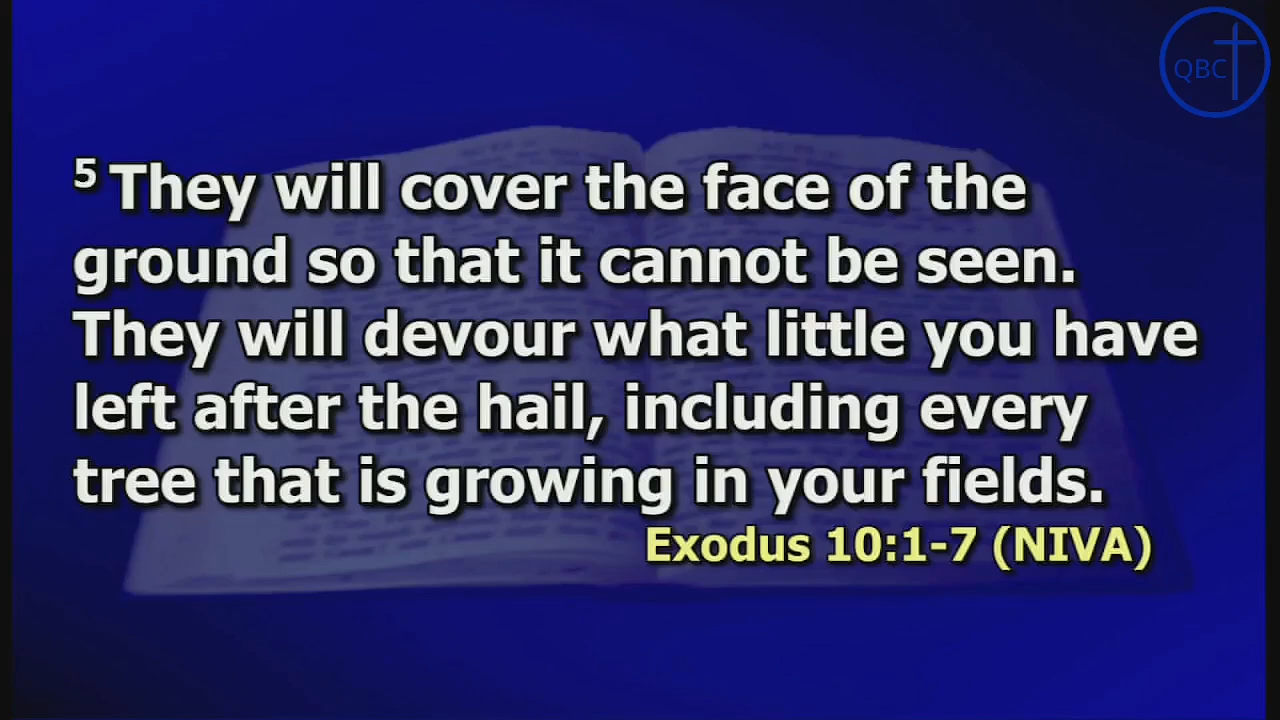 QBC
5 They will cover the face of the
ground so that it cannot be seen.
They will devour what little you have
left after the hail, including every
tree that is growing in your fields.
Exodus 10:1-7 (NIVA)